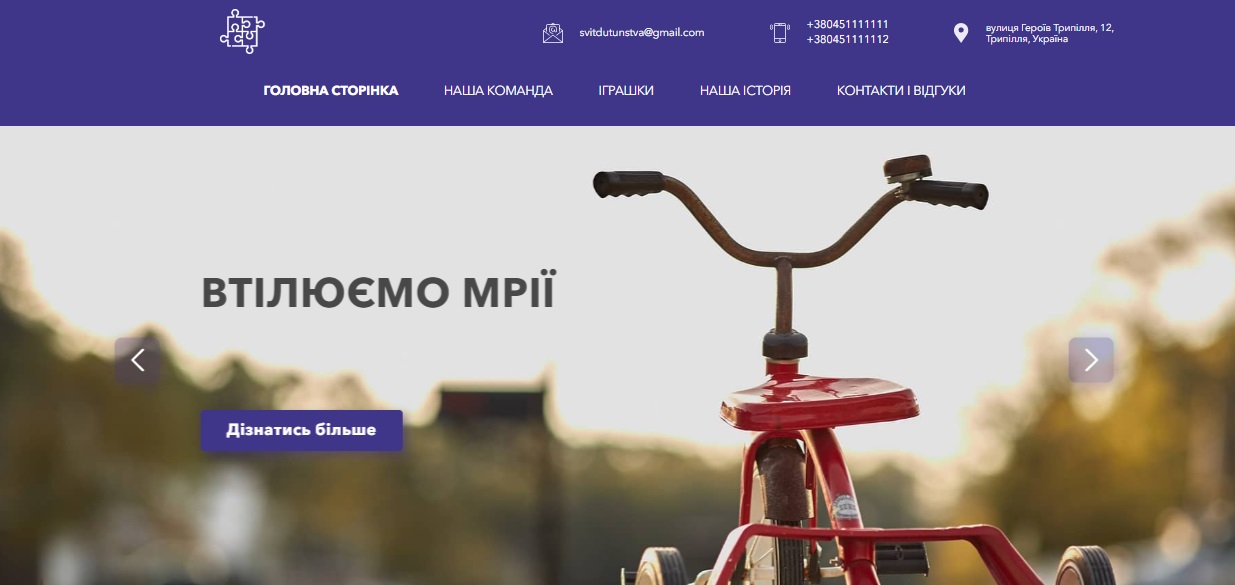 svitdutunstva@gmail.com
+380451111111
+380451111112
вулиця Героїв Трипілля, 12,
Трипілля, Україна
ГОЛОВНА СТОРІНКА
НАША КОМАНДА
ІГРАШКИ
НАША ІСТОРІЯ
КОНТАКТИ І ВІДГУКИ
ВТІЛЮЄМО МРІЇ
Дізнатись більше